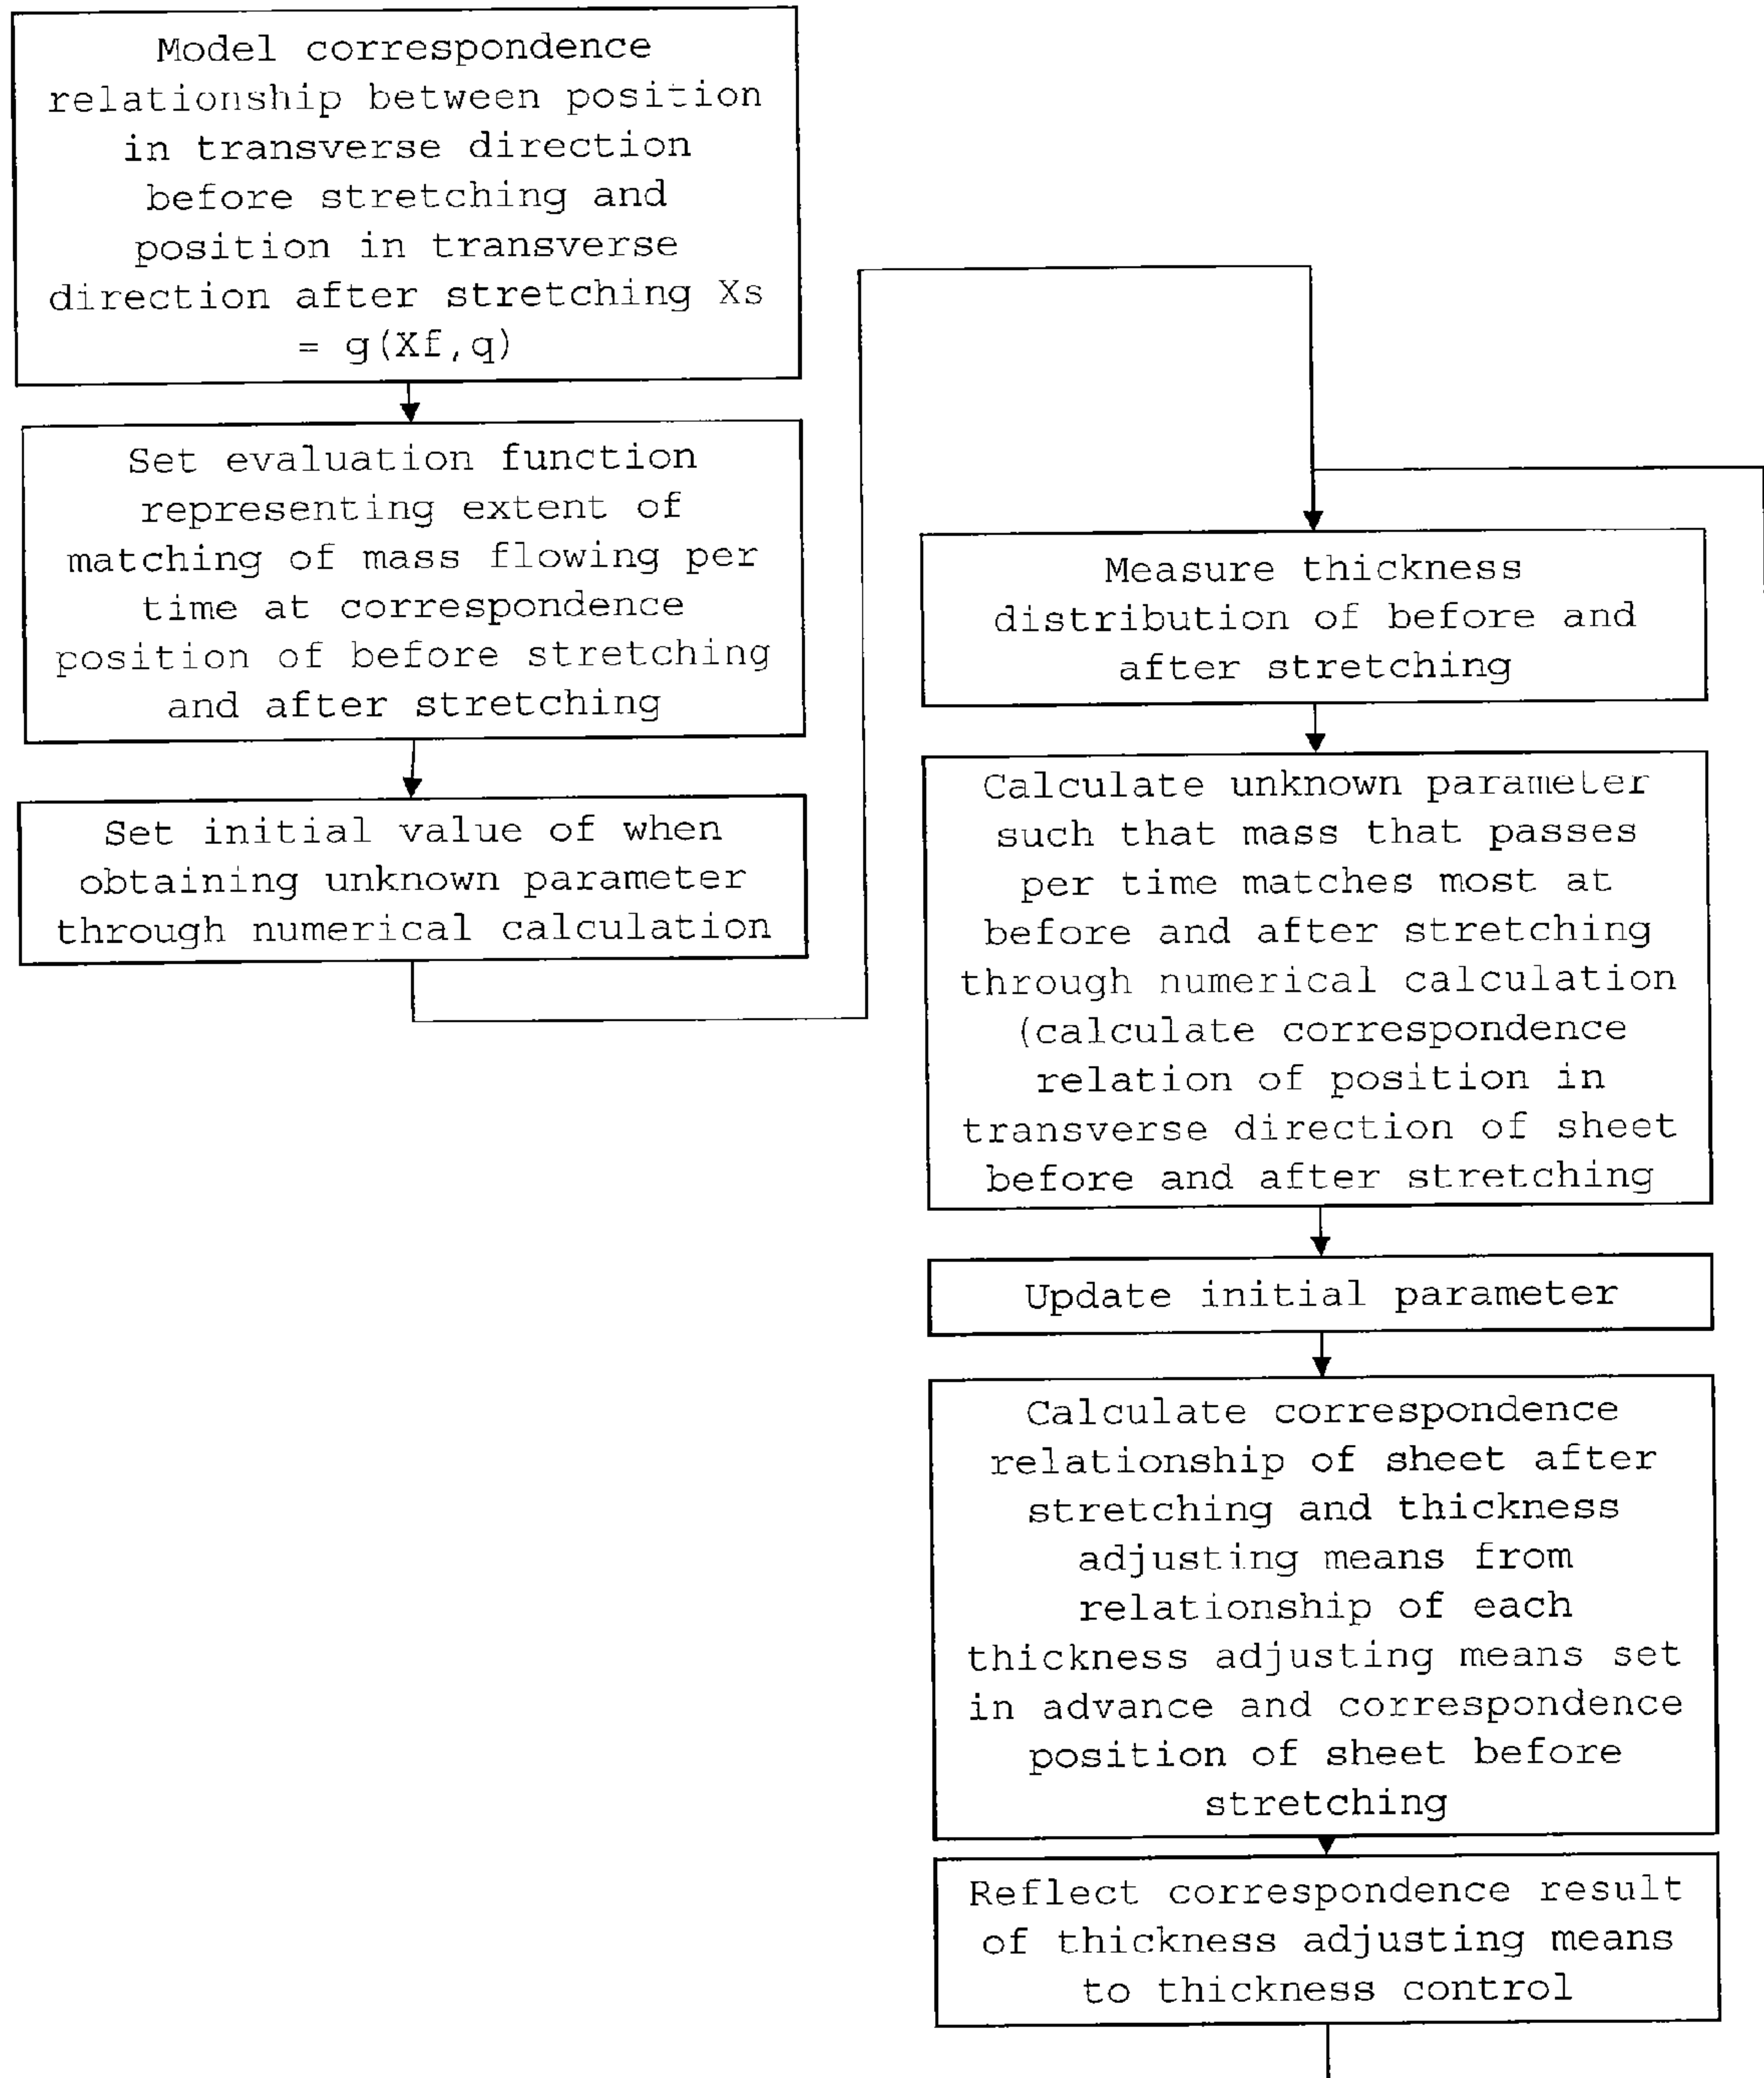 Model correspondence
relationship between position
in transverse direction
before stretching and
position in transverse
direction after stretching Xs
= g(Xf,q)
Set evaluation function
representing extent of
matching of mass flowing per
time at correspondence
position of before stretching
and after stretching
Set initial value of when
obtaining unknown parameter
through numerical calculation
Measure thickness
distribution of before and
after stretching
Calculate unknown parameter
such that mass that passes
per time matches most at
before and after stretching
through numerical calculation
(calculate correspondence
relation of position in
transverse direction of sheet
before and after stretching
Update initial parameter
Calculate correspondence
relationship of sheet after
stretching and thickness
adjusting means from
relationship of each
thickness adjusting means set
in advance and correspondence
position of sheet before
stretching
Reflect correspondence result
of thickness adjusting means
to thickness control